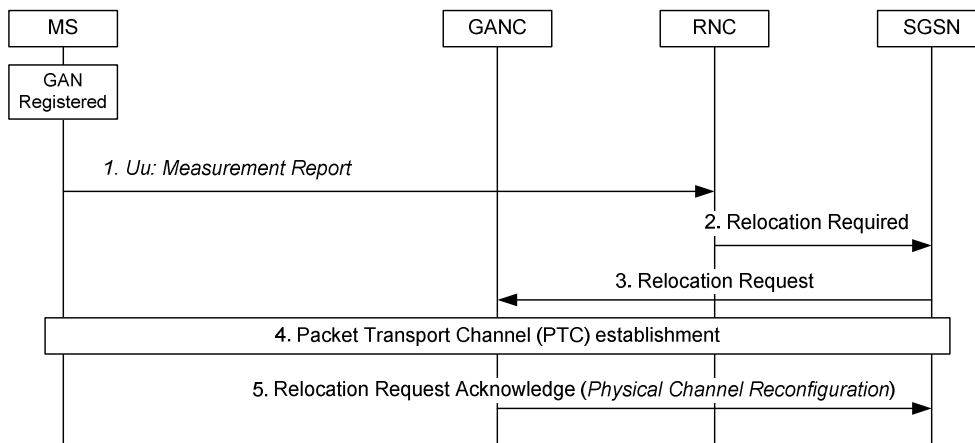 MS
GANC
RNC
SGSN
GAN
Registered
1. Uu: Measurement Report
2. Relocation Required
3. Relocation Request
4. Packet Transport Channel (PTC) establishment
5. Relocation Request Acknowledge (Physical Channel Reconfiguration)